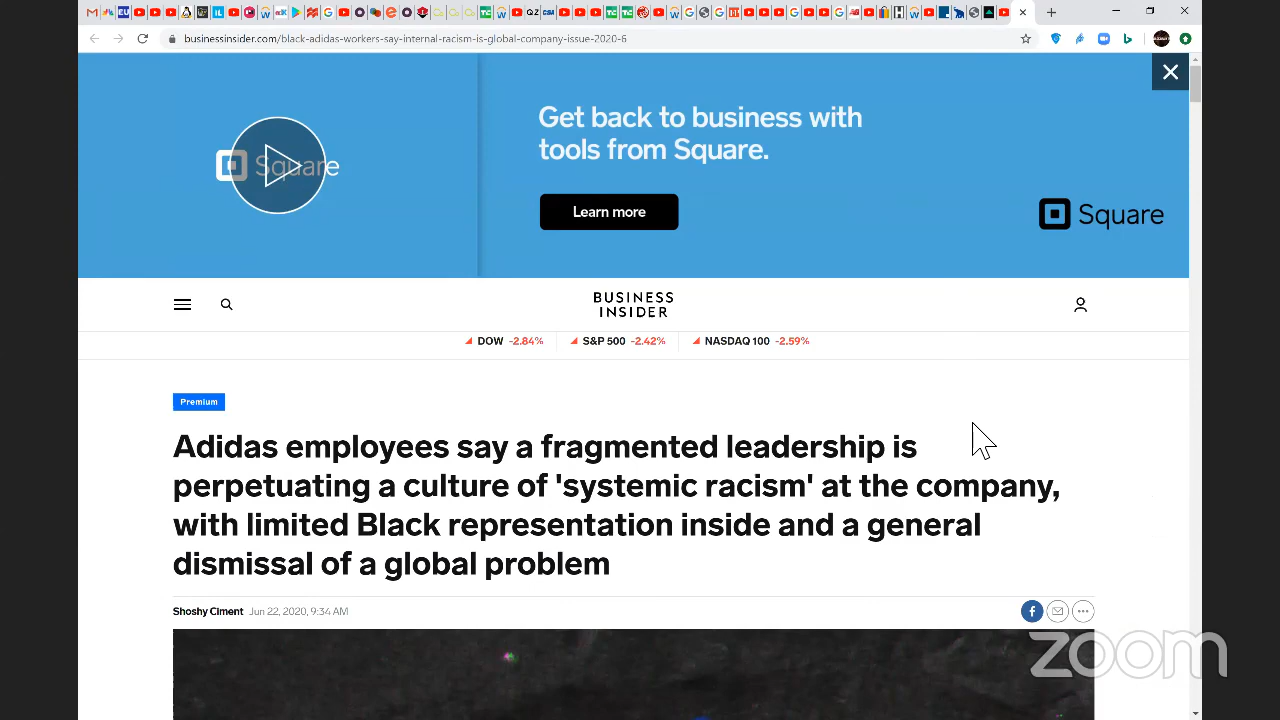 businessinsider.com/black-adidas-workers-say-internal-racism-is-global-company-issue-2020-6
Square
Get back to business with
tools from Square.
Learn more
Square
BUSINESS
INSIDER
DOW -2.84% S&P 500 -2.42% NASDAQ 100 -2.59%
Premium
Adidas employees say a fragmented leadership is
perpetuating a culture of 'systemic racism' at the company,
with limited Black representation inside and a general
dismissal of a global problem
Shoshy Ciment Jun 22, 2020, 9:34 AM
zoom